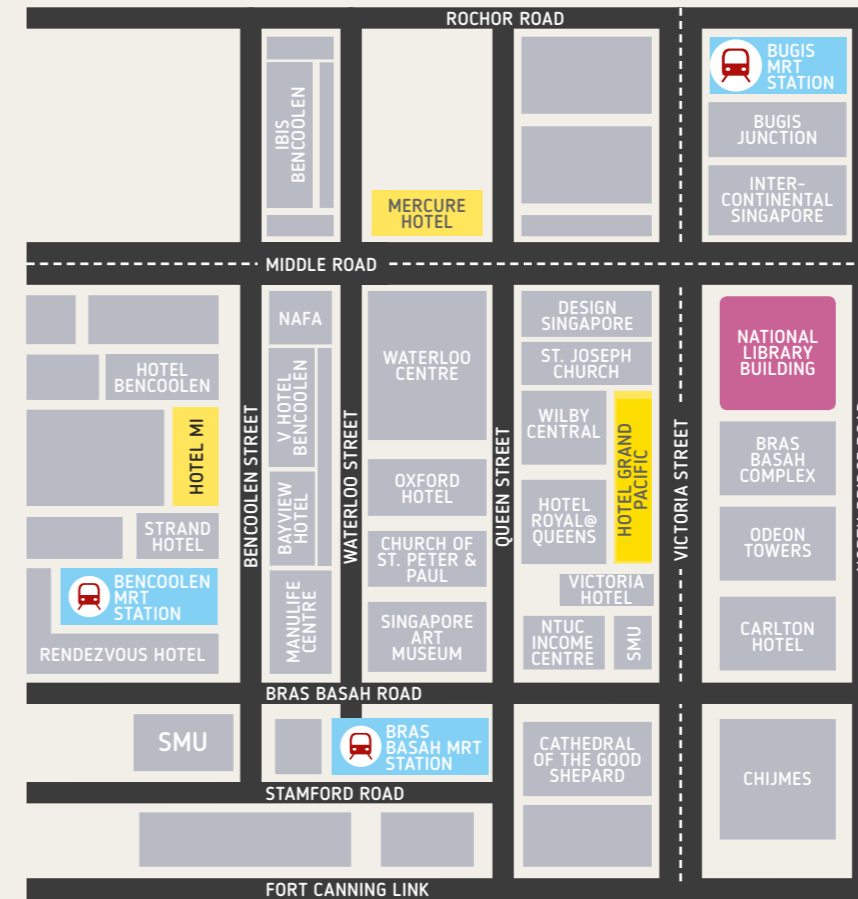 ROCHOR ROAD
BUGIS
MRT
STATION
IBIS
BENCOOLEN
BUGIS
JUNCTION
MERCURE
HOTEL
INTER-
CONTINENTAL
SINGAPORE
MIDDLE ROAD
NAFA
DESIGN
SINGAPORE
HOTEL
BENCOOLEN
V HOTEL
BENCOOLEN
WATERLOO
CENTRE
ST. JOSEPH
CHURCH
NATIONAL
LIBRARY
BUILDING
HOTEL MI
BENCOOLEN STREET
WATERLOO STREET
QUEEN STREET
WILBY
CENTRAL
HOTEL GRAND
PACIFIC
VICTORIA STREET
BRAS
BASAH
COMPLEX
STRAND
HOTEL
BAYVIEW
HOTEL
OXFORD
HOTEL
HOTEL
ROYAL@
QUEENS
ODEON
TOWERS
BENCOOLEN
MRT
STATION
CHURCH OF
ST. PETER &
PAUL
VICTORIA
HOTEL
RENDEZVOUS HOTEL
MANULIFE
CENTRE
SINGAPORE
ART
MUSEUM
NTUC
INCOME
CENTRE
SMU
CARLTON
HOTEL
BRAS BASAH ROAD
SMU
BRAS
BASAH MRT
STATION
CATHEDRAL
OF THE GOOD
SHEPARD
CHIJMES
STAMFORD ROAD
FORT CANNING LINK